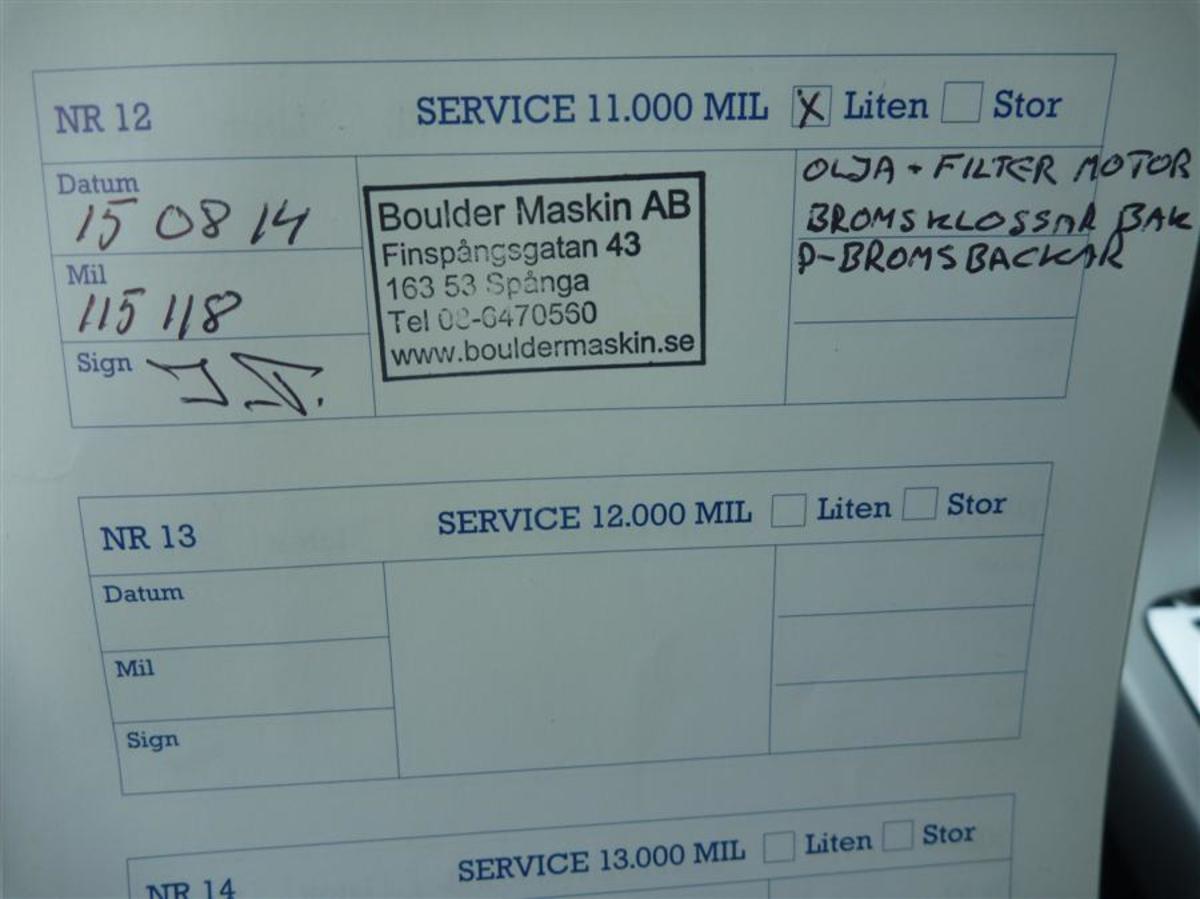 NR 12 SERVICE 11.000 MIL X Liten Stor
Datum
15 08 14
Mil
115 118
Sign
Boulder Maskin AB
Finspångsgatan 43
163 53 Spånga
Tel 08-6470560
www.bouldermaskin.se
OLJA + FILTER MOTOR
BROMSKLOSSAR BAK
P-BROMSBACKAR
NR 13 SERVICE 12.000 MIL Liten Stor
Datum
Mil
Sign
NR 14 SERVICE 13.000 MIL Liten Stor